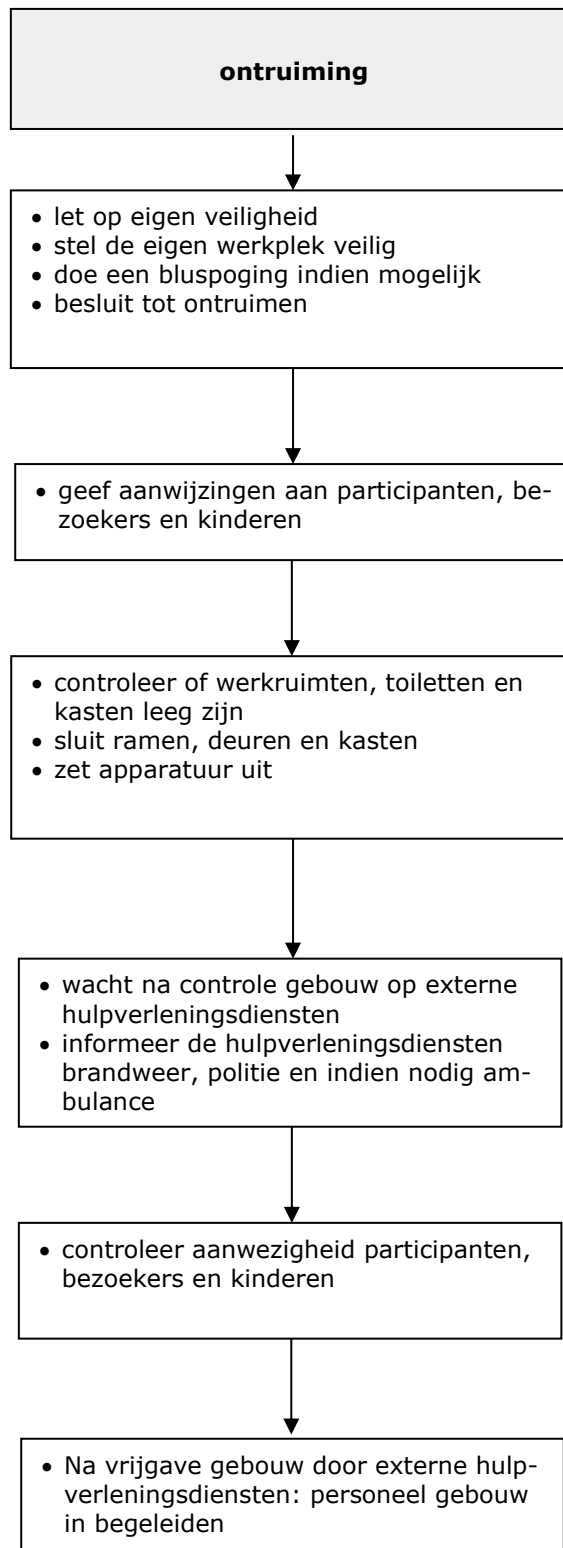 ontruiming
• let op eigen veiligheid
• stel de eigen werkplek veilig
• doe een bluspoging indien mogelijk
• besluit tot ontruimen
• geef aanwijzingen aan participanten, be-
zoekers en kinderen
• controleer of werkruimten, toiletten en
kasten leeg zijn
• sluit ramen, deuren en kasten
• zet apparatuur uit
• wacht na controle gebouw op externe
hulpverleningsdiensten
• informeer de hulpverleningsdiensten
brandweer, politie en indien nodig am-
bulance
• controleer aanwezigheid participanten,
bezoekers en kinderen
• Na vrijgave gebouw door externe hulp-
verleningsdiensten: personeel gebouw
in begeleiden